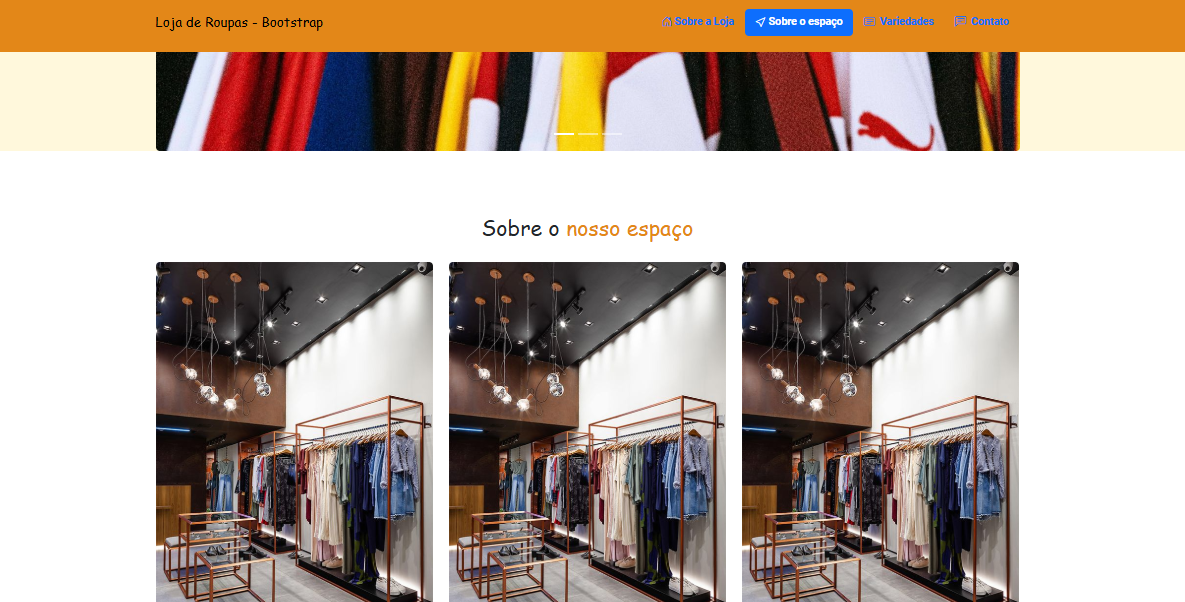 Loja de Roupas - Bootstrap
Sobre a Loja
Sobre o espaço
Variedades
Contato
Sobre o nosso espaço